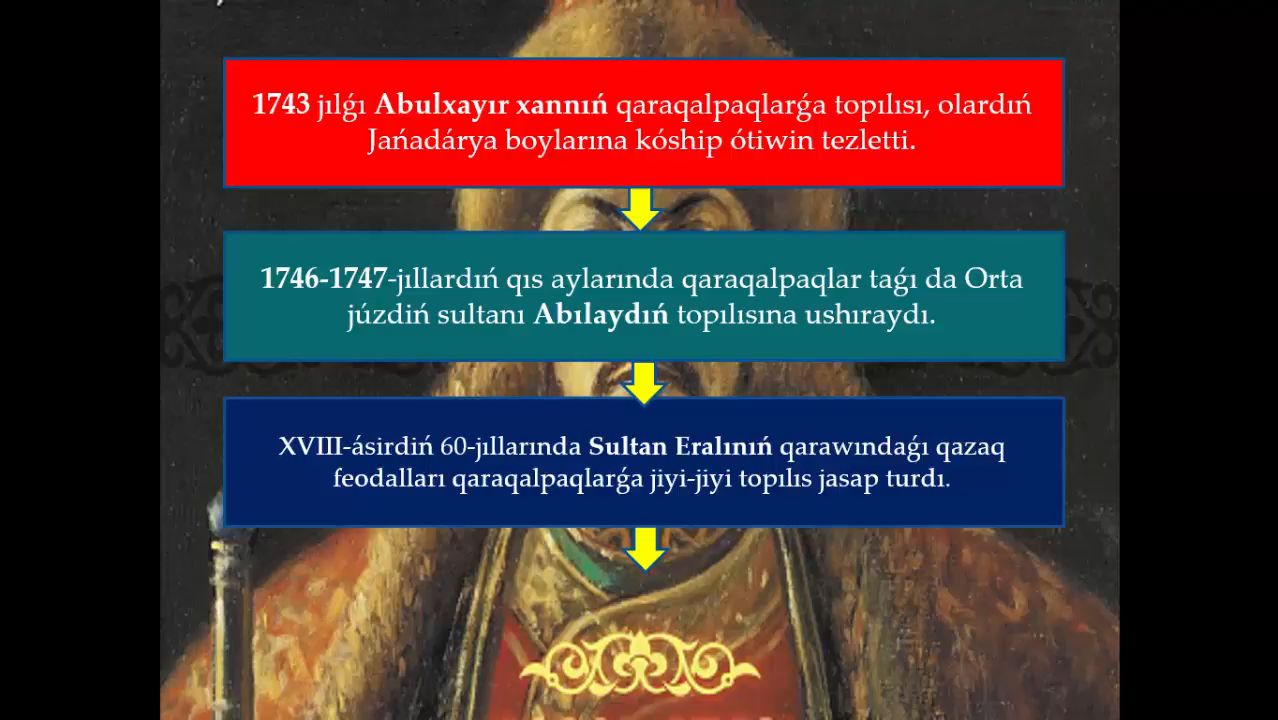 1743 jılǵı Abulxayır xannıń qaraqalpaqlarǵa topılısı, olardıń
Jańadárya boylarına kóship ótiwin tezletti.
1746-1747-jıllardıń qıs aylarında qaraqalpaqlar taǵı da Orta
júzdiń sultanı Abılaydıń topılısına ushıraydı.
XVIII-ásirdiń 60-jıllarında Sultan Eralınıń qarawındaǵı qazaq
feodalları qaraqalpaqlarǵa jiyi-jiyi topılıs jasap turdı.